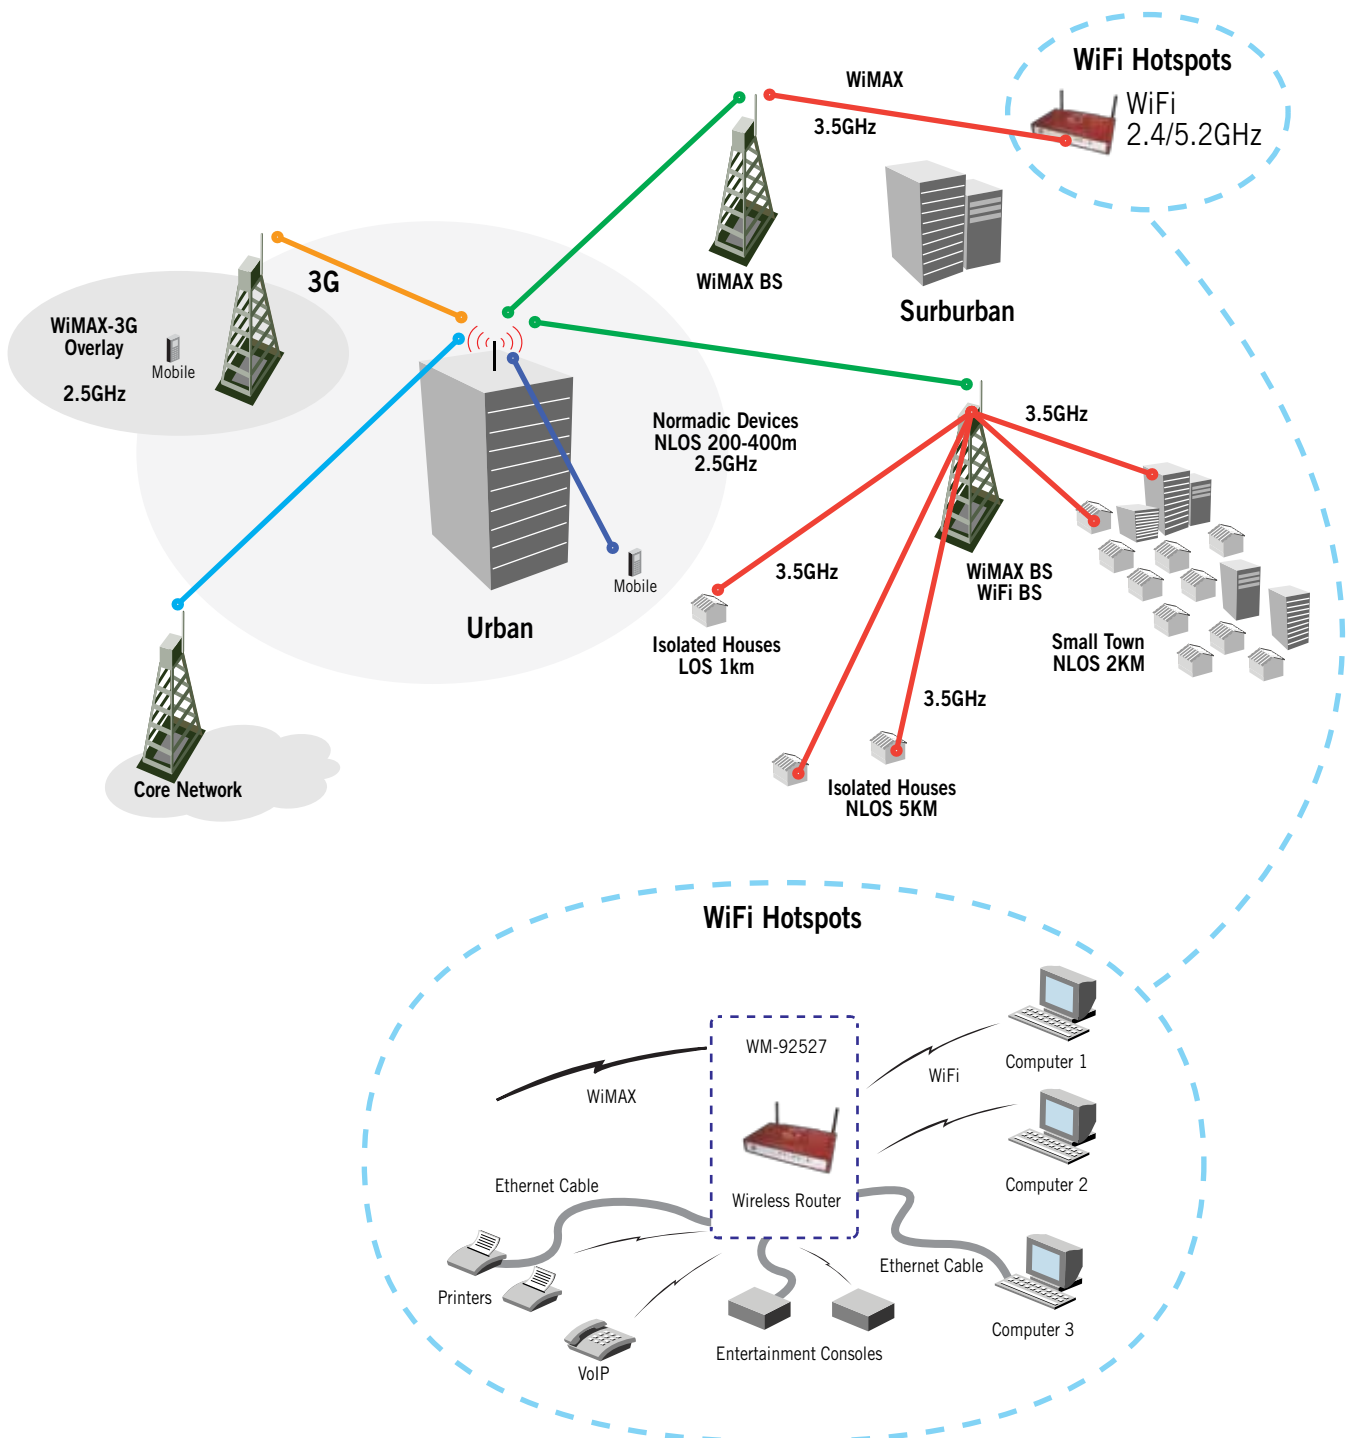 WiFi Hotspots
WiFi
2.4/5.2GHz
WiMAX
3.5GHz
WiMAX BS
Surburban
3G
WiMAX-3G
Overlay
2.5GHz
Mobile
Normadic Devices
NLOS 200-400m
2.5GHz
Mobile
Urban
3.5GHz
3.5GHz
WiMAX BS
WiFi BS
Isolated Houses
LOS 1km
Small Town
NLOS 2KM
3.5GHz
Isolated Houses
NLOS 5KM
Core Network
WiFi Hotspots
WM-92527
WiMAX
WiFi
Computer 1
Computer 2
Ethernet Cable
Wireless Router
Ethernet Cable
Printers
Computer 3
VoIP
Entertainment Consoles